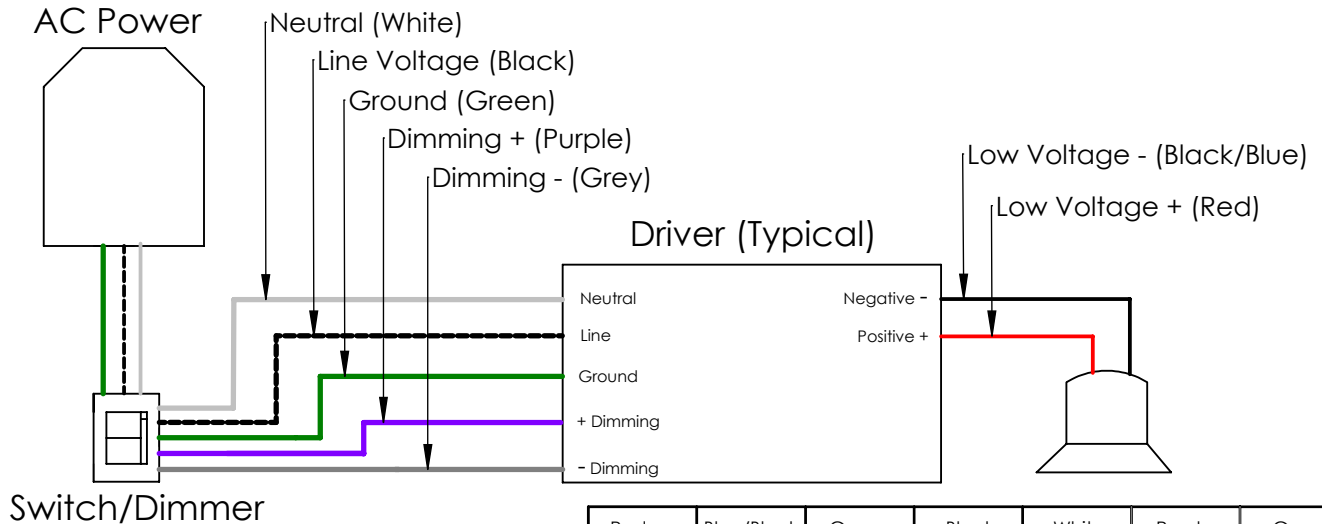 AC Power
Neutral (White)
Line Voltage (Black)
Ground (Green)
Dimming + (Purple)
Dimming - (Grey)
Low Voltage - (Black/Blue)
Low Voltage + (Red)
Driver (Typical)
Neutral
Negative -
Line
Positive +
Ground
+ Dimming
- Dimming
Switch/Dimmer